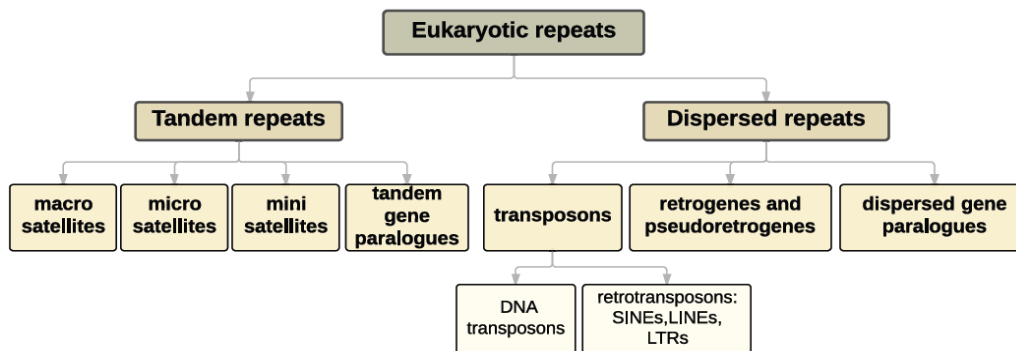 Eukaryotic repeats
Tandem repeats
Dispersed repeats
macro
satellites
micro
satellites
mini
satellites
tandem
gene
paralogues
transposons
retrogenes and
pseudoretrogenes
dispersed gene
paralogues
DNA
transposons
retrotransposons:
SINEs,LINEs,
LTRs